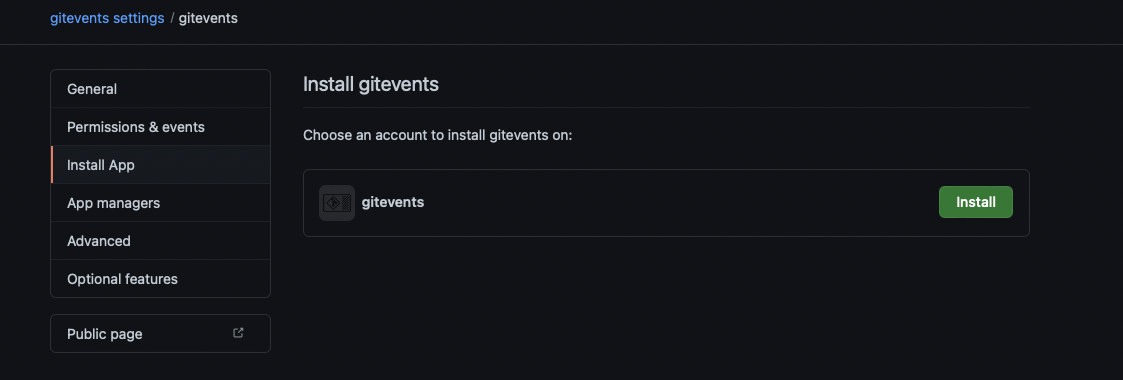 gitevents settings / gitevents
General
Permissions & events
Install App
App managers
Advanced
Optional features
Public page
Install gitevents
Choose an account to install gitevents on:
gitevents
Install